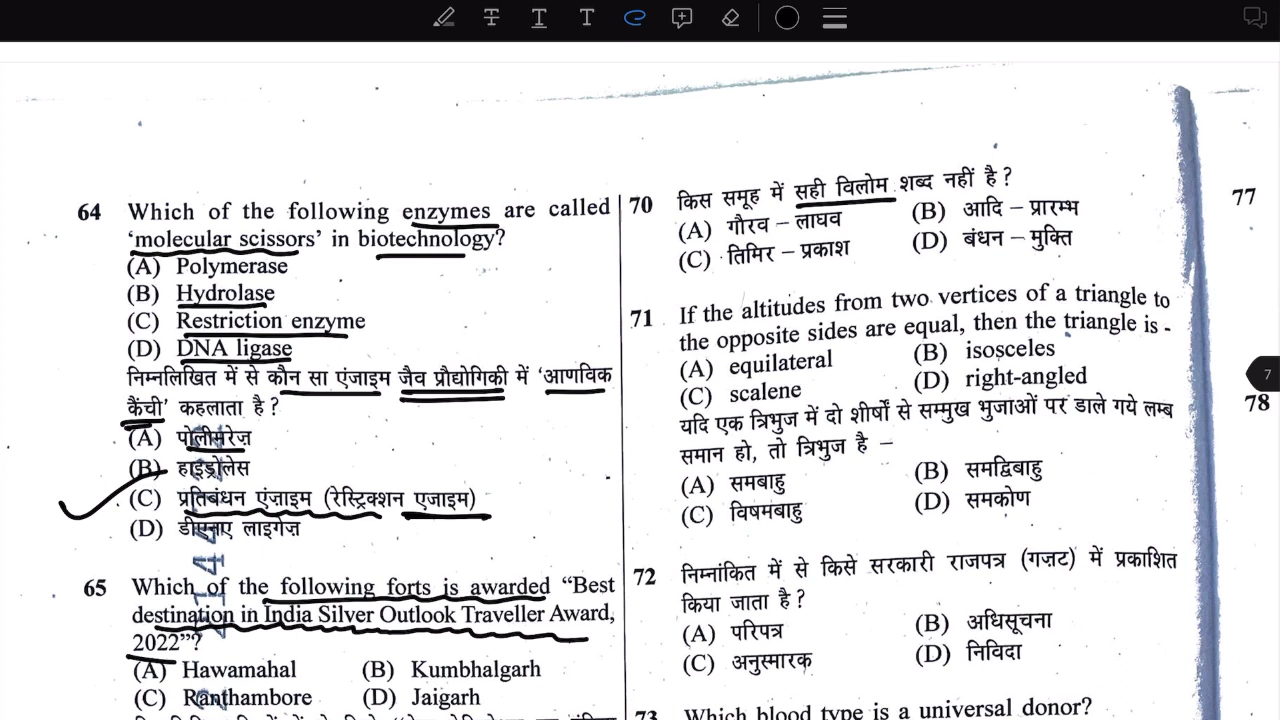 64 Which of the following enzymes are called
‘molecular scissors’ in biotechnology?
(A) Polymerase
(B) Hydrolase
(C) Restriction enzyme
(D) DNA ligase
निम्नलिखित में से कौन सा एंजाइम जैव प्रौद्योगिकी में ‘आणविक
कैंची’ कहलाता है ?
(A) पोलीमरेज़
(B) हाइड्रोलेस
(C) प्रतिबंधन एंज़ाइम (रेस्ट्रिक्शन एजाइम)
(D) डीएनए लाइगेज़
65 Which of the following forts is awarded “Best
destination in India Silver Outlook Traveller Award,
2022”?
(A) Hawamahal (B) Kumbhalgarh
(C) Ranthambore (D) Jaigarh
70 किस समूह में सही विलोम शब्द नहीं है ?
(A) गौरव – लाघव (B) आदि – प्रारम्भ
(C) तिमिर – प्रकाश (D) बंधन – मुक्ति
71 If the altitudes from two vertices of a triangle to
the opposite sides are equal, then the triangle is -
(A) equilateral (B) isosceles
(C) scalene (D) right-angled
यदि एक त्रिभुज में दो शीर्षों से सम्मुख भुजाओं पर डाले गये लम्ब
समान हो, तो त्रिभुज है –
(A) समबाहु (B) समद्विबाहु
(C) विषमबाहु (D) समकोण
72 निम्नांकित में से किसे सरकारी राजपत्र (गज़ट) में प्रकाशित
किया जाता है ?
(A) परिपत्र (B) अधिसूचना
(C) अनुस्मारक (D) निविदा
73 Which blood type is a universal donor?
77
7
78